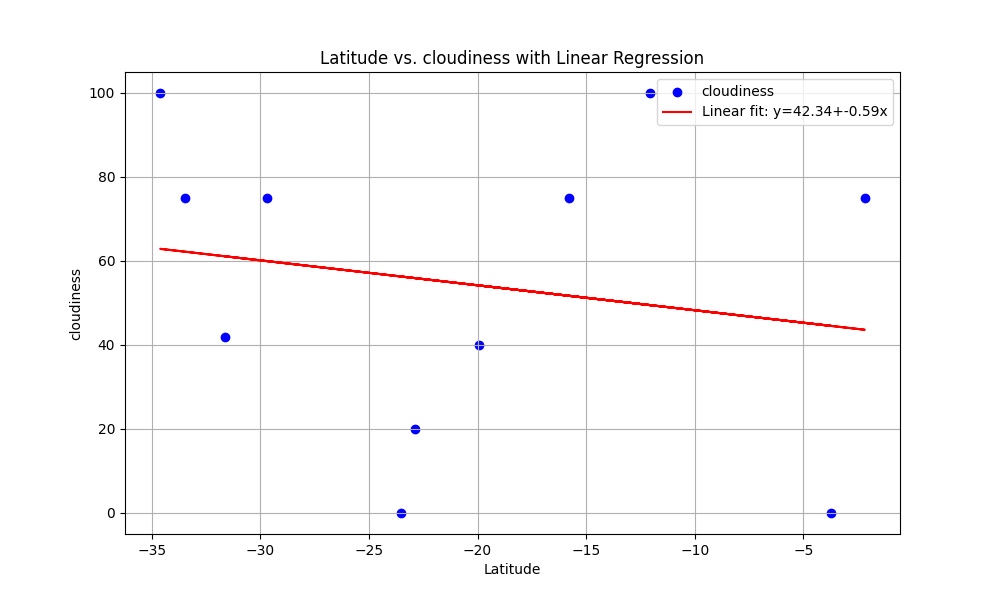 Latitude vs. cloudiness with Linear Regression
cloudiness
Linear fit: y=42.34+-0.59x
100
80
60
40
20
0
cloudiness
−35
−30
−25
−20
−15
−10
−5
Latitude